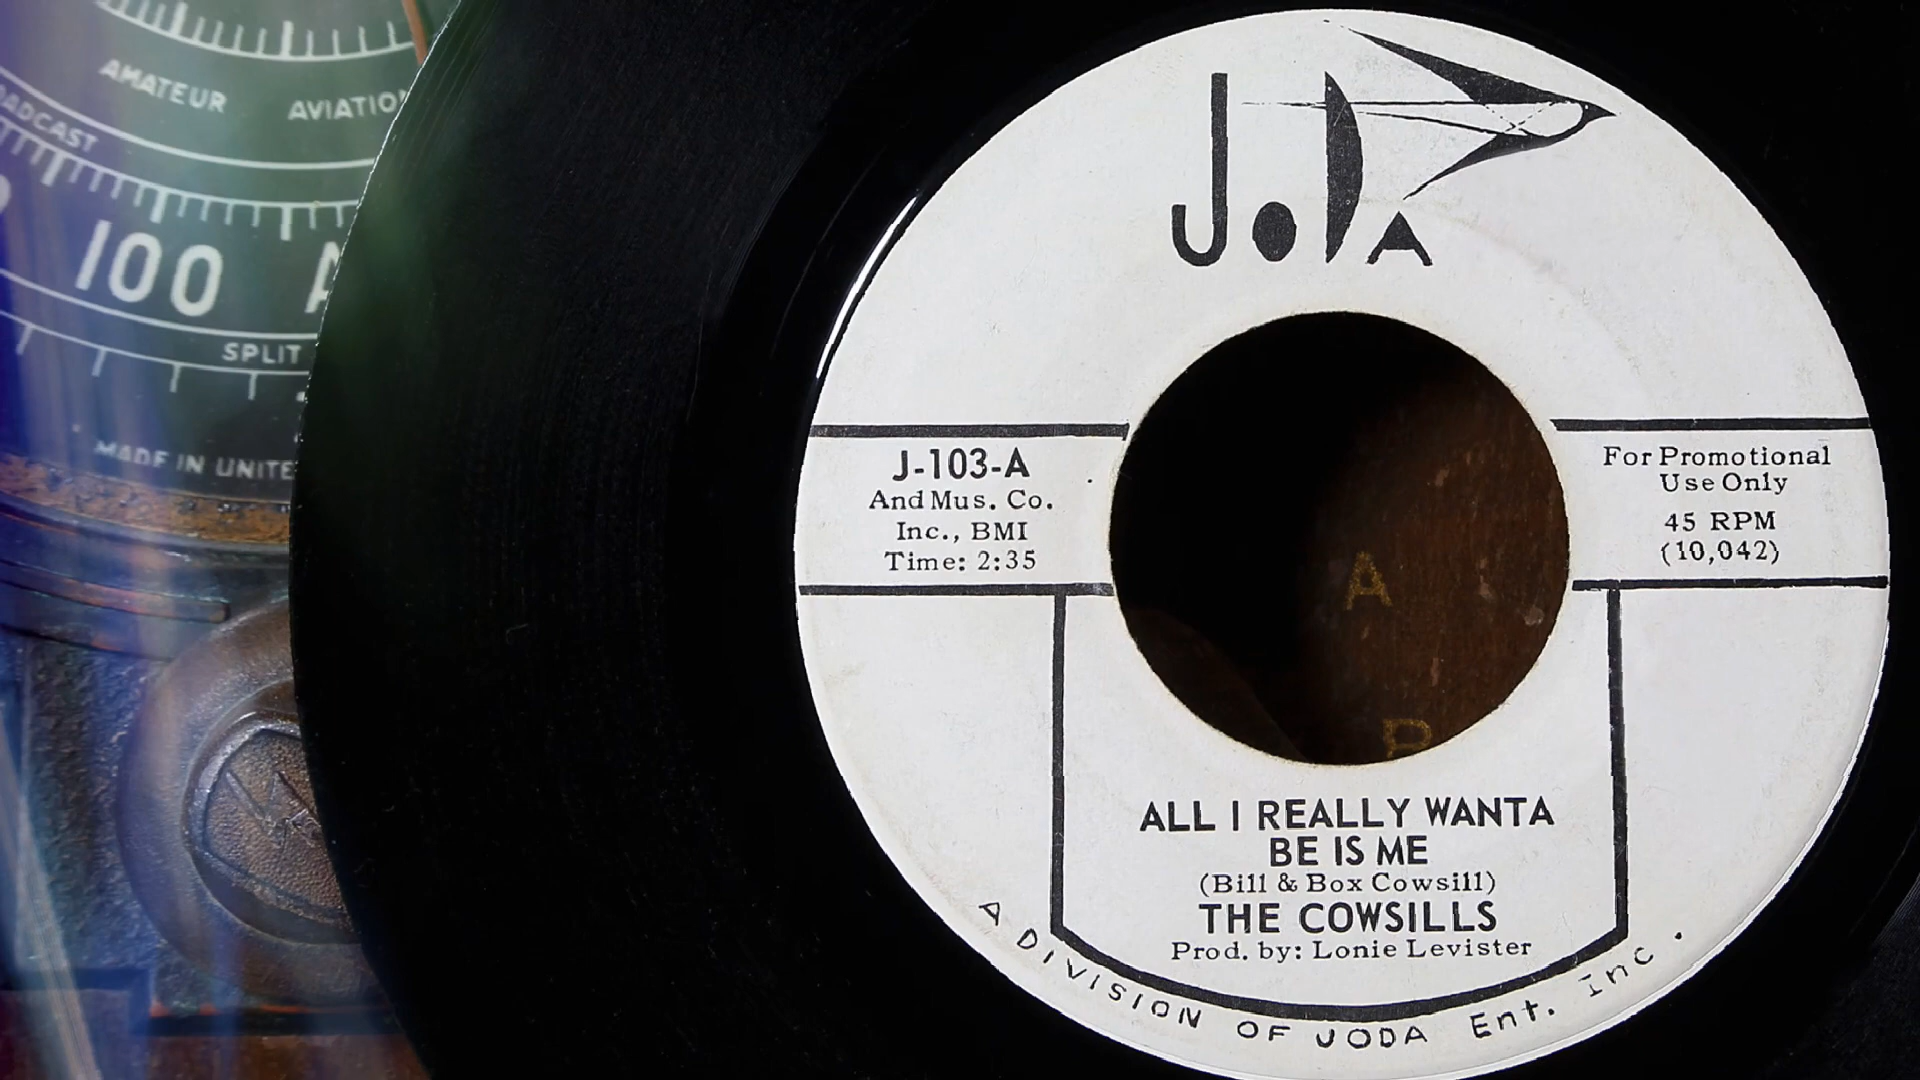 AMATEUR
AVIATIO
OADCAST
100
SPLIT
MADE IN UNITE
JODA
J-103-A
And Mus. Co.
Inc., BMI
Time: 2:35
For Promotional
Use Only
45 RPM
(10,042)
A
B
ALL I REALLY WANTA
BE IS ME
(Bill & Box Cowsill)
THE COWSILLS
Prod. by: Lonie Levister
A DIVISION OF JODA Ent. Inc.